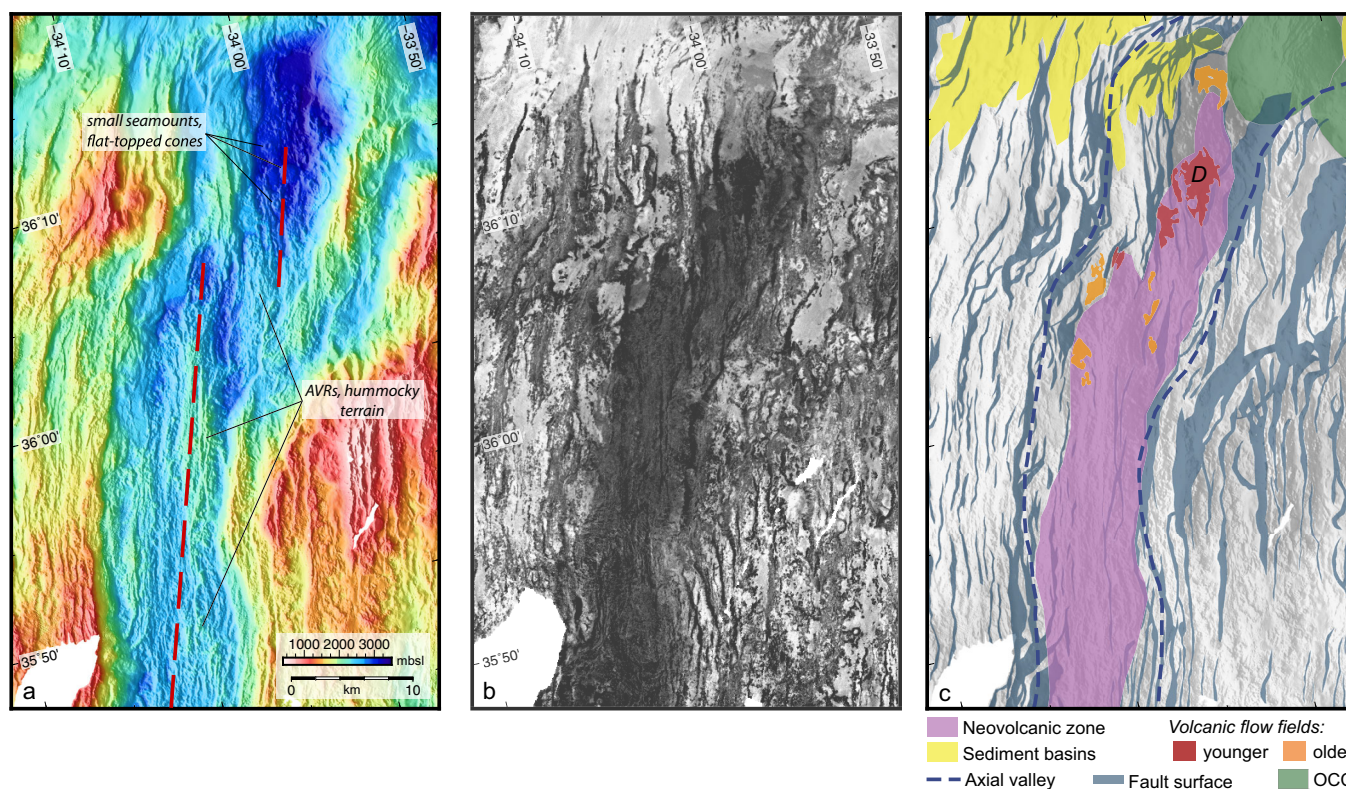 -34˚10'
-34˚00'
-33˚50'
small seamounts,
flat-topped cones
36˚10'
AVRs, hummocky
terrain
36˚00'
1000 2000 3000
mbsl
0 10
km
35˚50'
a
-34˚10'
-34˚00'
-33˚50'
36˚10'
36˚00'
35˚50'
b
D
c
Neovolcanic zone
Volcanic flow fields:
Sediment basins
younger
olde
Axial valley
Fault surface
OCC